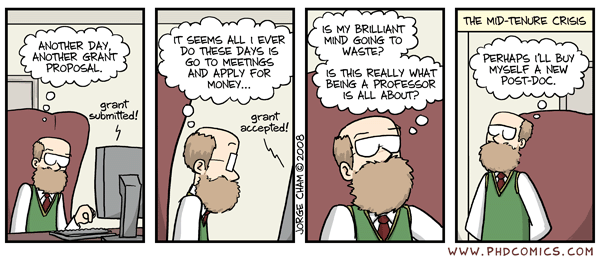 ANOTHER DAY,
ANOTHER GRANT
PROPOSAL.
grant
submitted!
IT SEEMS ALL I EVER
DO THESE DAYS IS
GO TO MEETINGS
AND APPLY FOR
MONEY...
grant
accepted!
JORGE CHAM © 2008
IS MY BRILLIANT
MIND GOING TO
WASTE?
IS THIS REALLY WHAT
BEING A PROFESSOR
IS ALL ABOUT?
THE MID-TENURE CRISIS
PERHAPS I'LL BUY
MYSELF A NEW
POST-DOC.
WWW.PHDCOMICS.COM